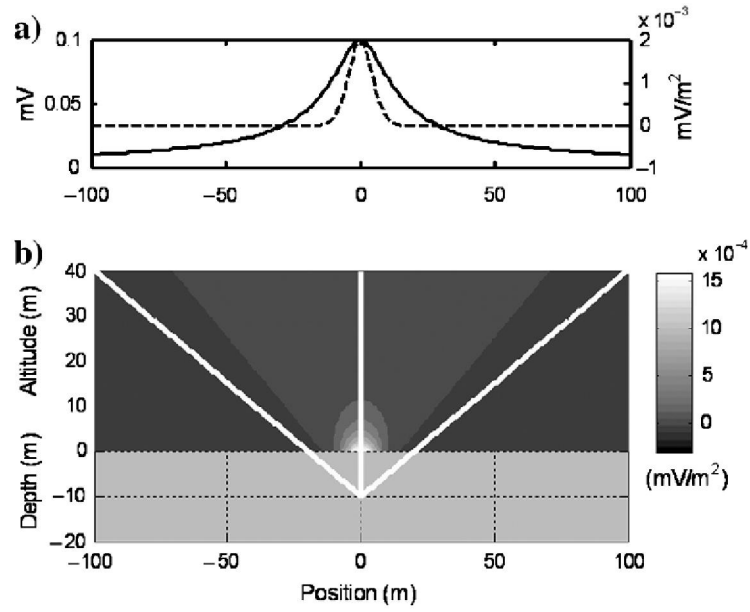 a)
x 10⁻³
0.1
0.05
0
mV
2
1
0
−1
mV/m²
−100 −50 0 50 100
b)
x 10⁻⁴
40
30
20
10
0
−10
−20
Altitude (m)
Depth (m)
15
10
5
0
(mV/m²)
−100 −50 0 50 100
Position (m)